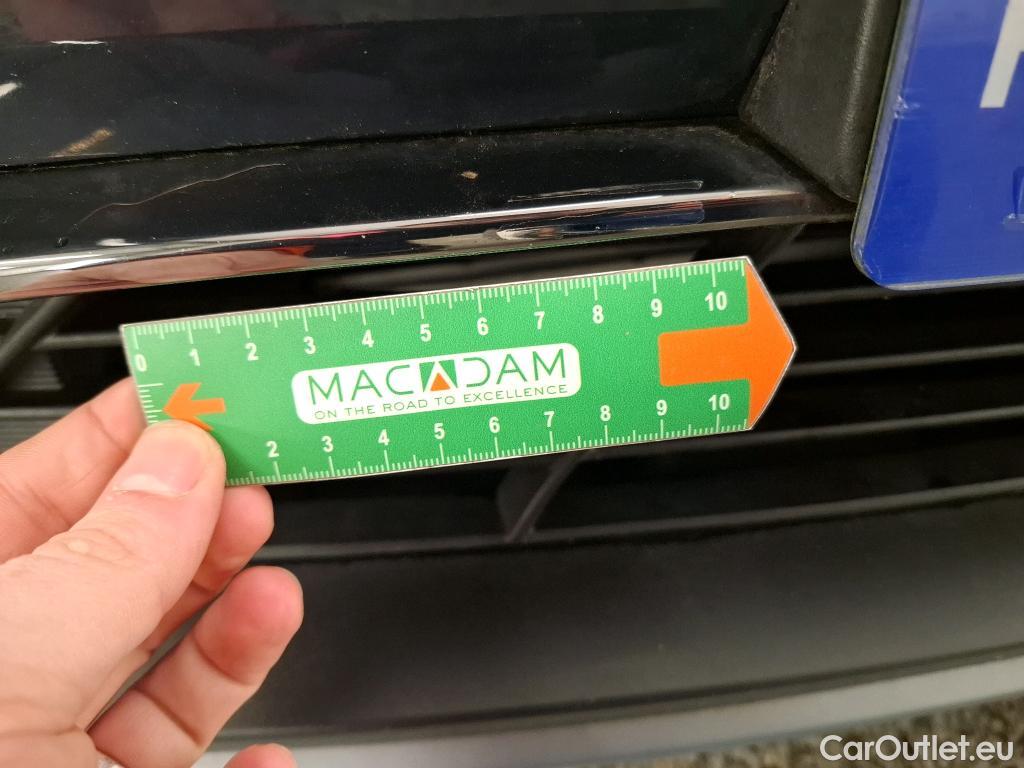 0 1 2 3 4 5 6 7 8 9 10
MACADAM
ON THE ROAD TO EXCELLENCE
2 3 4 5 6 7 8 9 10
CarOutlet.eu